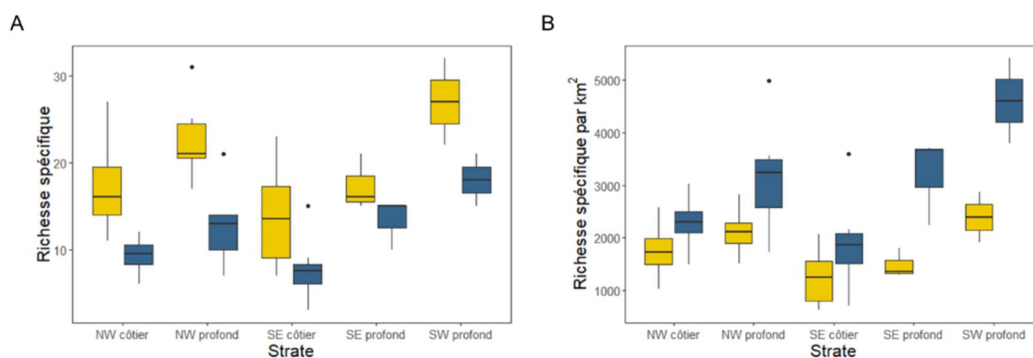 A
Richesse spécifique
30
20
10
NW côtier NW profond SE côtier SE profond SW profond
Strate
B
Richesse spécifique par km²
5000
4000
3000
2000
1000
NW côtier NW profond SE côtier SE profond SW profond
Strate